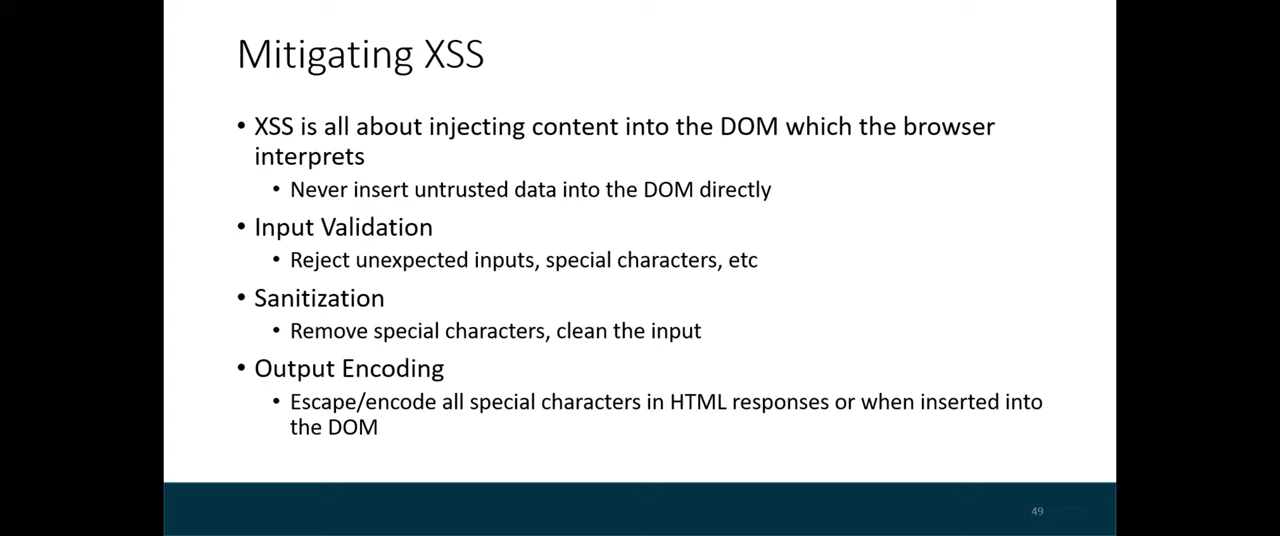 Mitigating XSS
• XSS is all about injecting content into the DOM which the browser
interprets
• Never insert untrusted data into the DOM directly
• Input Validation
• Reject unexpected inputs, special characters, etc
• Sanitization
• Remove special characters, clean the input
• Output Encoding
• Escape/encode all special characters in HTML responses or when inserted into
the DOM
49